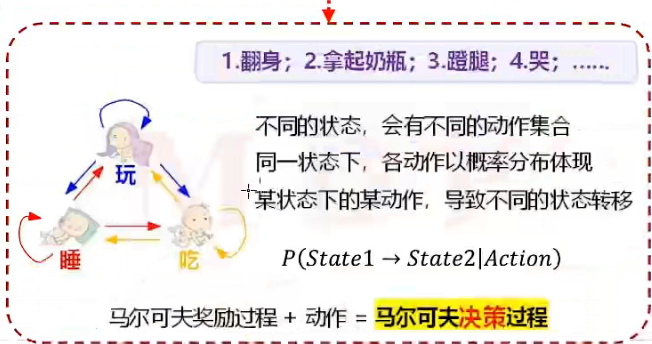 1.翻身；2.拿起奶瓶；3.蹬腿；4.哭；……
不同的状态，会有不同的动作集合
同一状态下，各动作以概率分布体现
某状态下的某动作，导致不同的状态转移
玩
睡
吃
P(State1 → State2|Action)
马尔可夫奖励过程 + 动作 = 马尔可夫决策过程